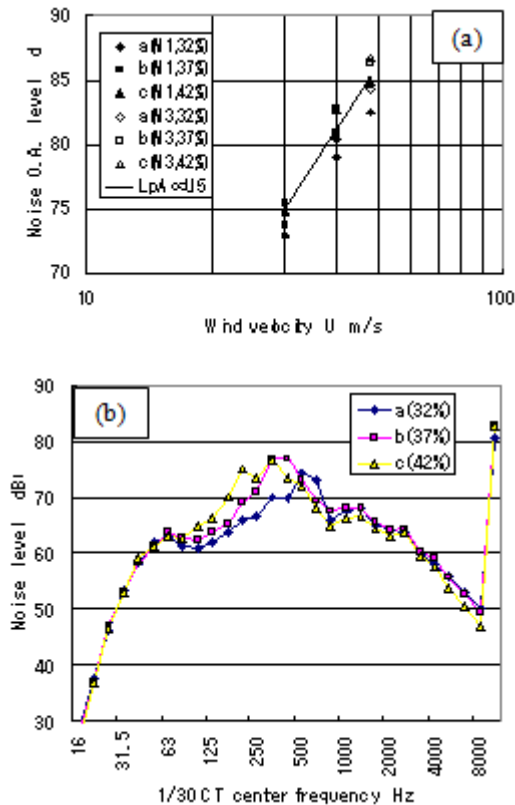 90
85
80
75
70
Noise O.A. level d
(a)
a(N1,32%)
b(N1,37%)
c(N1,42%)
a(N3,32%)
b(N3,37%)
c(N3,42%)
LpA ∝U5
10
100
Wind velocity U m/s
90
80
70
60
50
40
30
Noise level dB
(b)
a(32%)
b(37%)
c(42%)
16
31.5
63
125
250
500
1000
2000
4000
8000
1/3OCT center frequency Hz